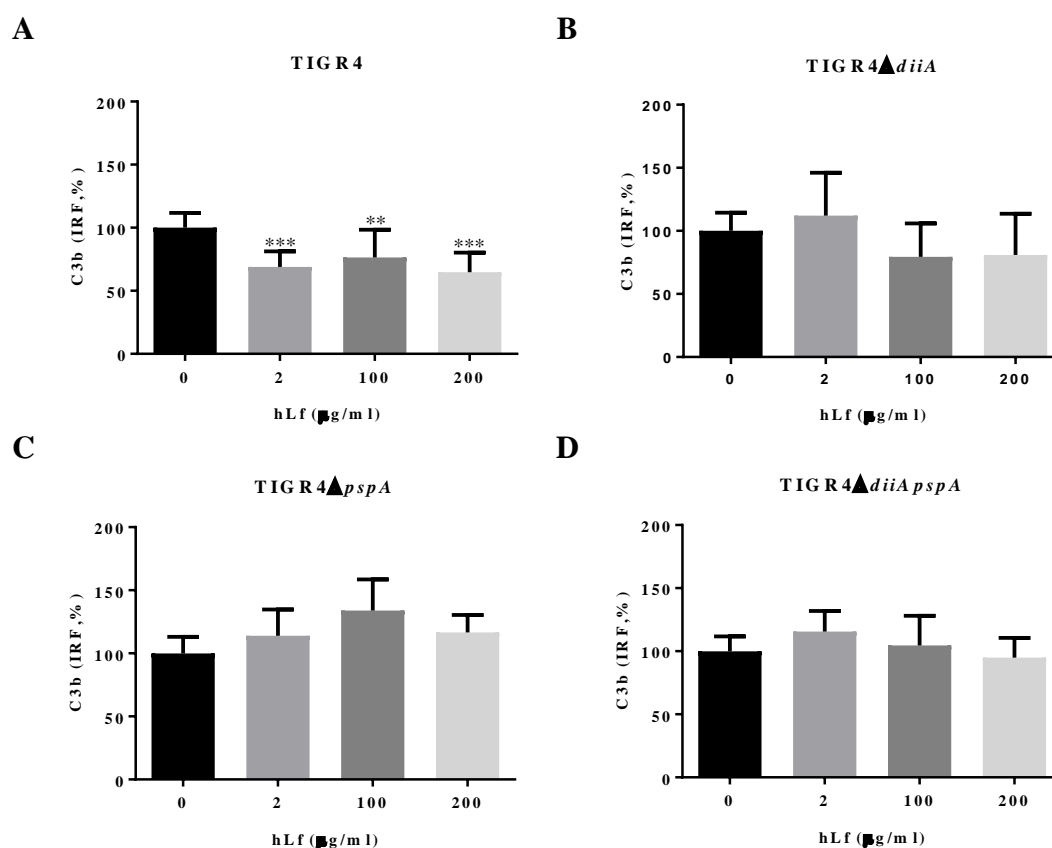 A
TIGR4
200
150
100
50
0
C3b (IRF,%)
***
**
***
0 2 100 200
hLf (µg/ml)
B
TIGR4▲diiA
200
150
100
50
0
C3b (IRF,%)
0 2 100 200
hLf (µg/ml)
C
TIGR4▲pspA
200
150
100
50
0
C3b (IRF,%)
0 2 100 200
hLf (µg/ml)
D
TIGR4▲diiApspA
200
150
100
50
0
C3b (IRF,%)
0 2 100 200
hLf (µg/ml)